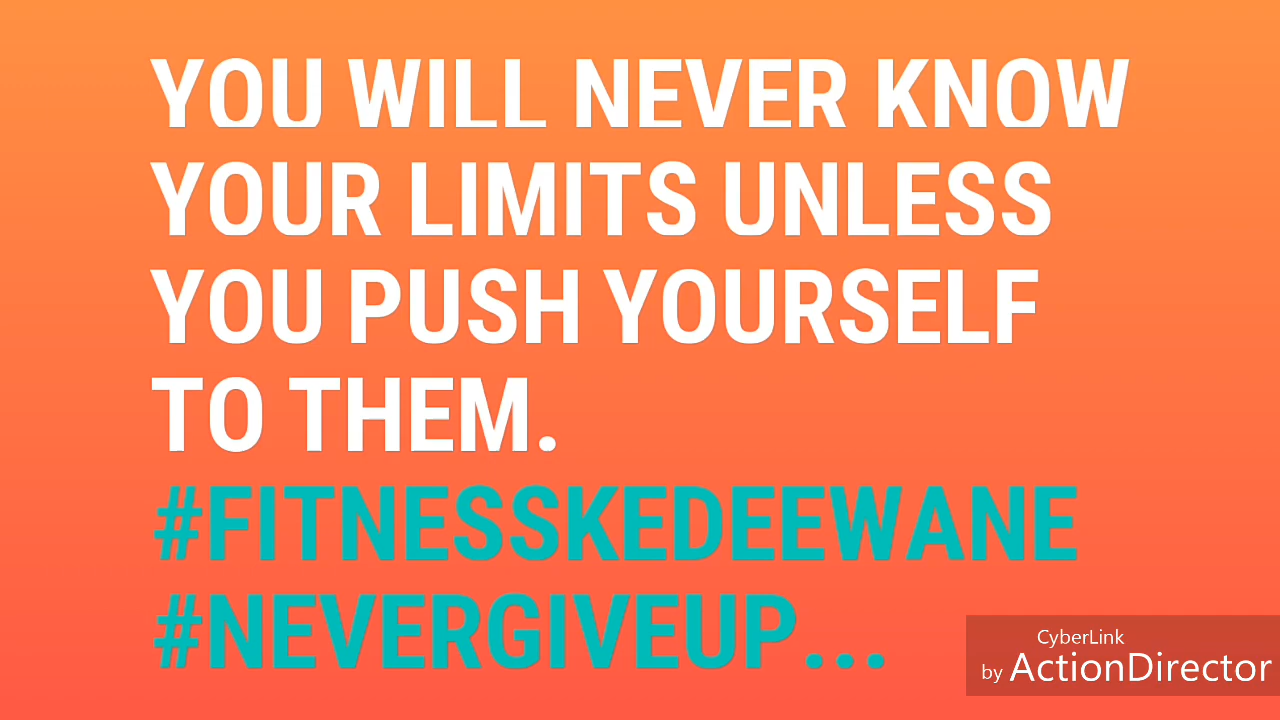 YOU WILL NEVER KNOW
YOUR LIMITS UNLESS
YOU PUSH YOURSELF
TO THEM.
#FITNESSKEDEEWANE
#NEVERGIVEUP...
CyberLink
by ActionDirector